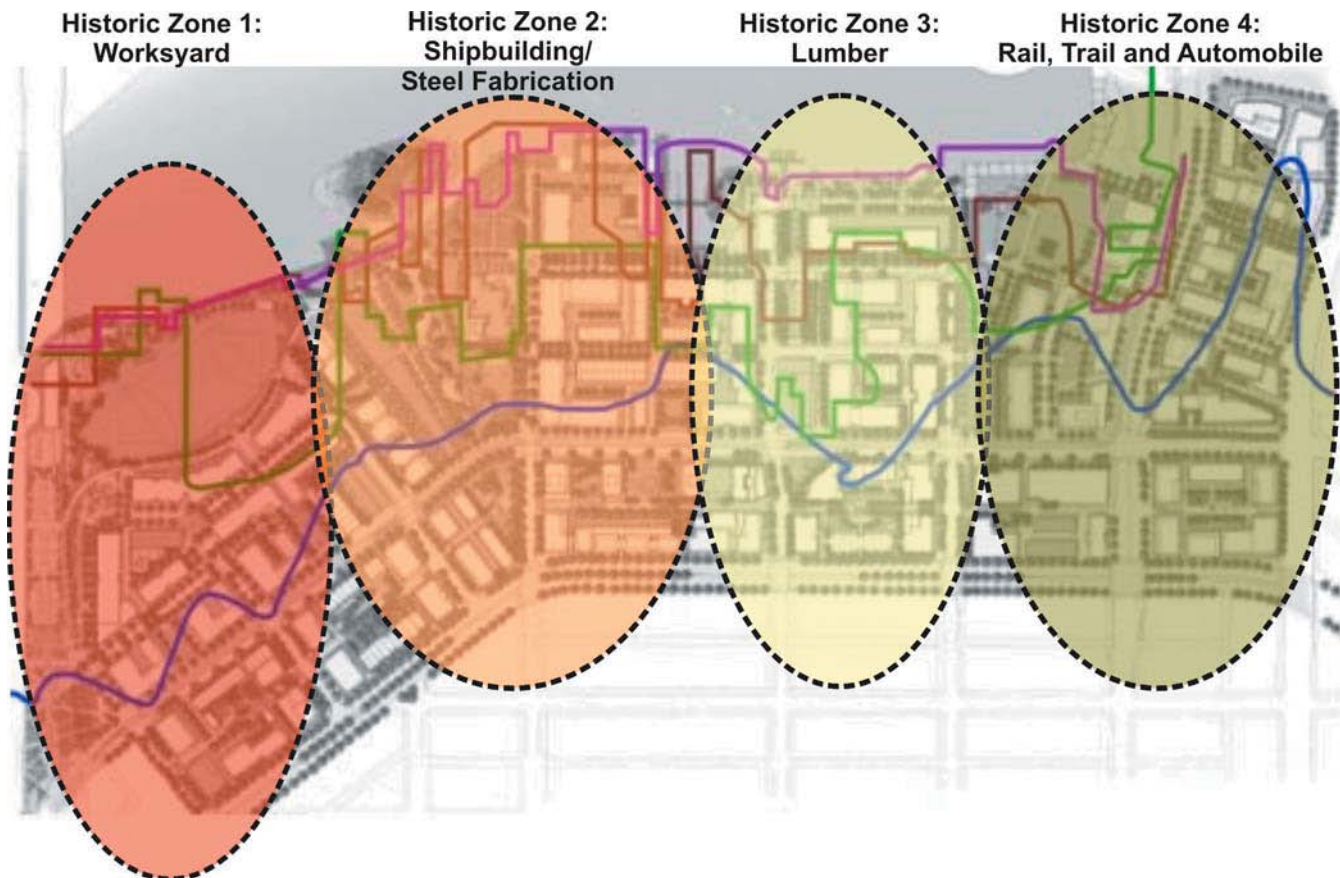 Historic Zone 1:
Worksyard
Historic Zone 2:
Shipbuilding/
Steel Fabrication
Historic Zone 3:
Lumber
Historic Zone 4:
Rail, Trail and Automobile